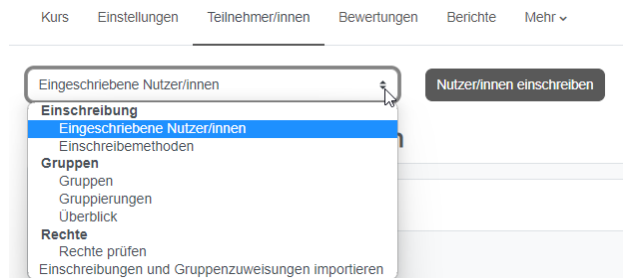 Kurs Einstellungen Teilnehmer/innen Bewertungen Berichte Mehr
Eingeschriebene Nutzer/innen Nutzer/innen einschreiben
Einschreibung
Eingeschriebene Nutzer/innen
Einschreibemethoden
Gruppen
Gruppen
Gruppierungen
Überblick
Rechte
Rechte prüfen
Einschreibungen und Gruppenzuweisungen importieren